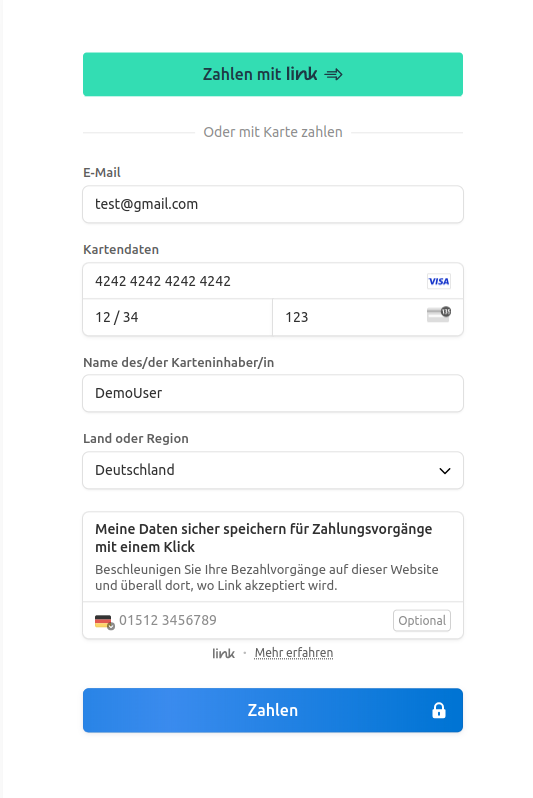 Zahlen mit link
Oder mit Karte zahlen
E-Mail
test@gmail.com
Kartendaten
4242 4242 4242 4242 VISA
12 / 34 123
Name des/der Karteninhaber/in
DemoUser
Land oder Region
Deutschland
Meine Daten sicher speichern für Zahlungsvorgänge
mit einem Klick
Beschleunigen Sie Ihre Bezahlvorgänge auf dieser Website
und überall dort, wo Link akzeptiert wird.
01512 3456789 Optional
link · Mehr erfahren
Zahlen